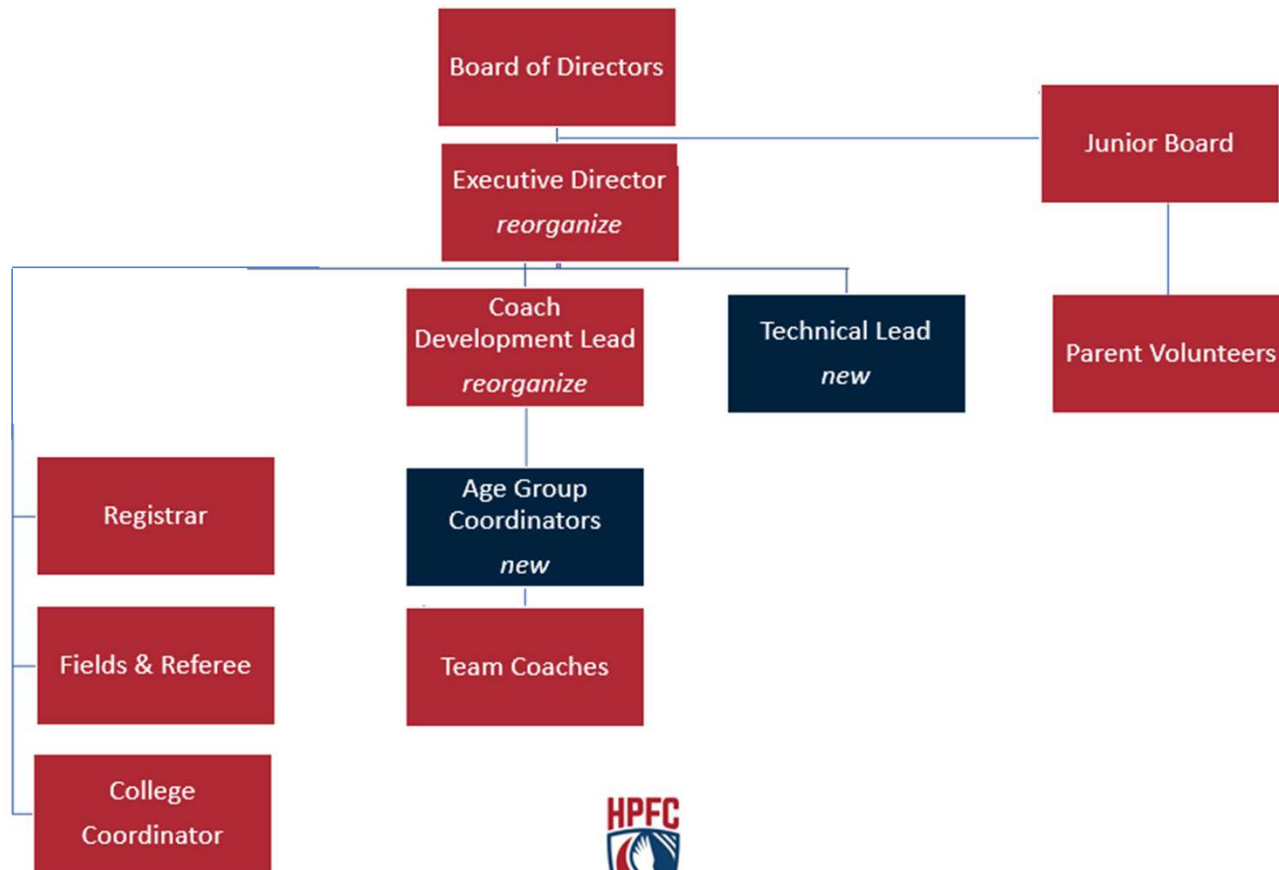 Board of Directors
Junior Board
Executive Director
reorganize
Coach
Development Lead
reorganize
Technical Lead
new
Parent Volunteers
Registrar
Age Group
Coordinators
new
Fields & Referee
Team Coaches
College
Coordinator
HPFC